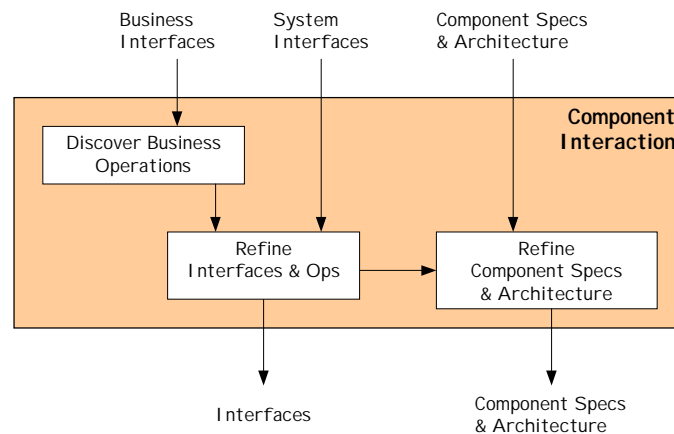 Business
Interfaces
System
Interfaces
Component Specs
& Architecture
Component
Interaction
Discover Business
Operations
Refine
Interfaces & Ops
Refine
Component Specs
& Architecture
Interfaces
Component Specs
& Architecture